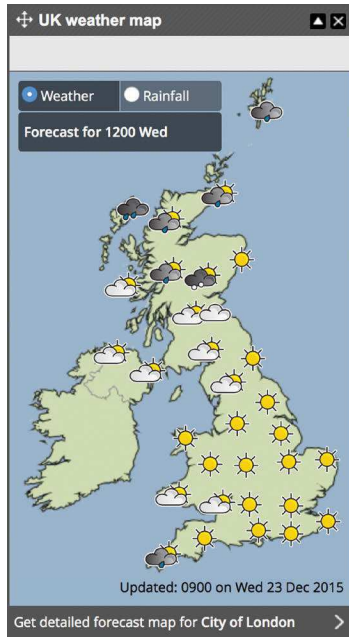 UK weather map
Weather
Rainfall
Forecast for 1200 Wed
Updated: 0900 on Wed 23 Dec 2015
Get detailed forecast map for City of London